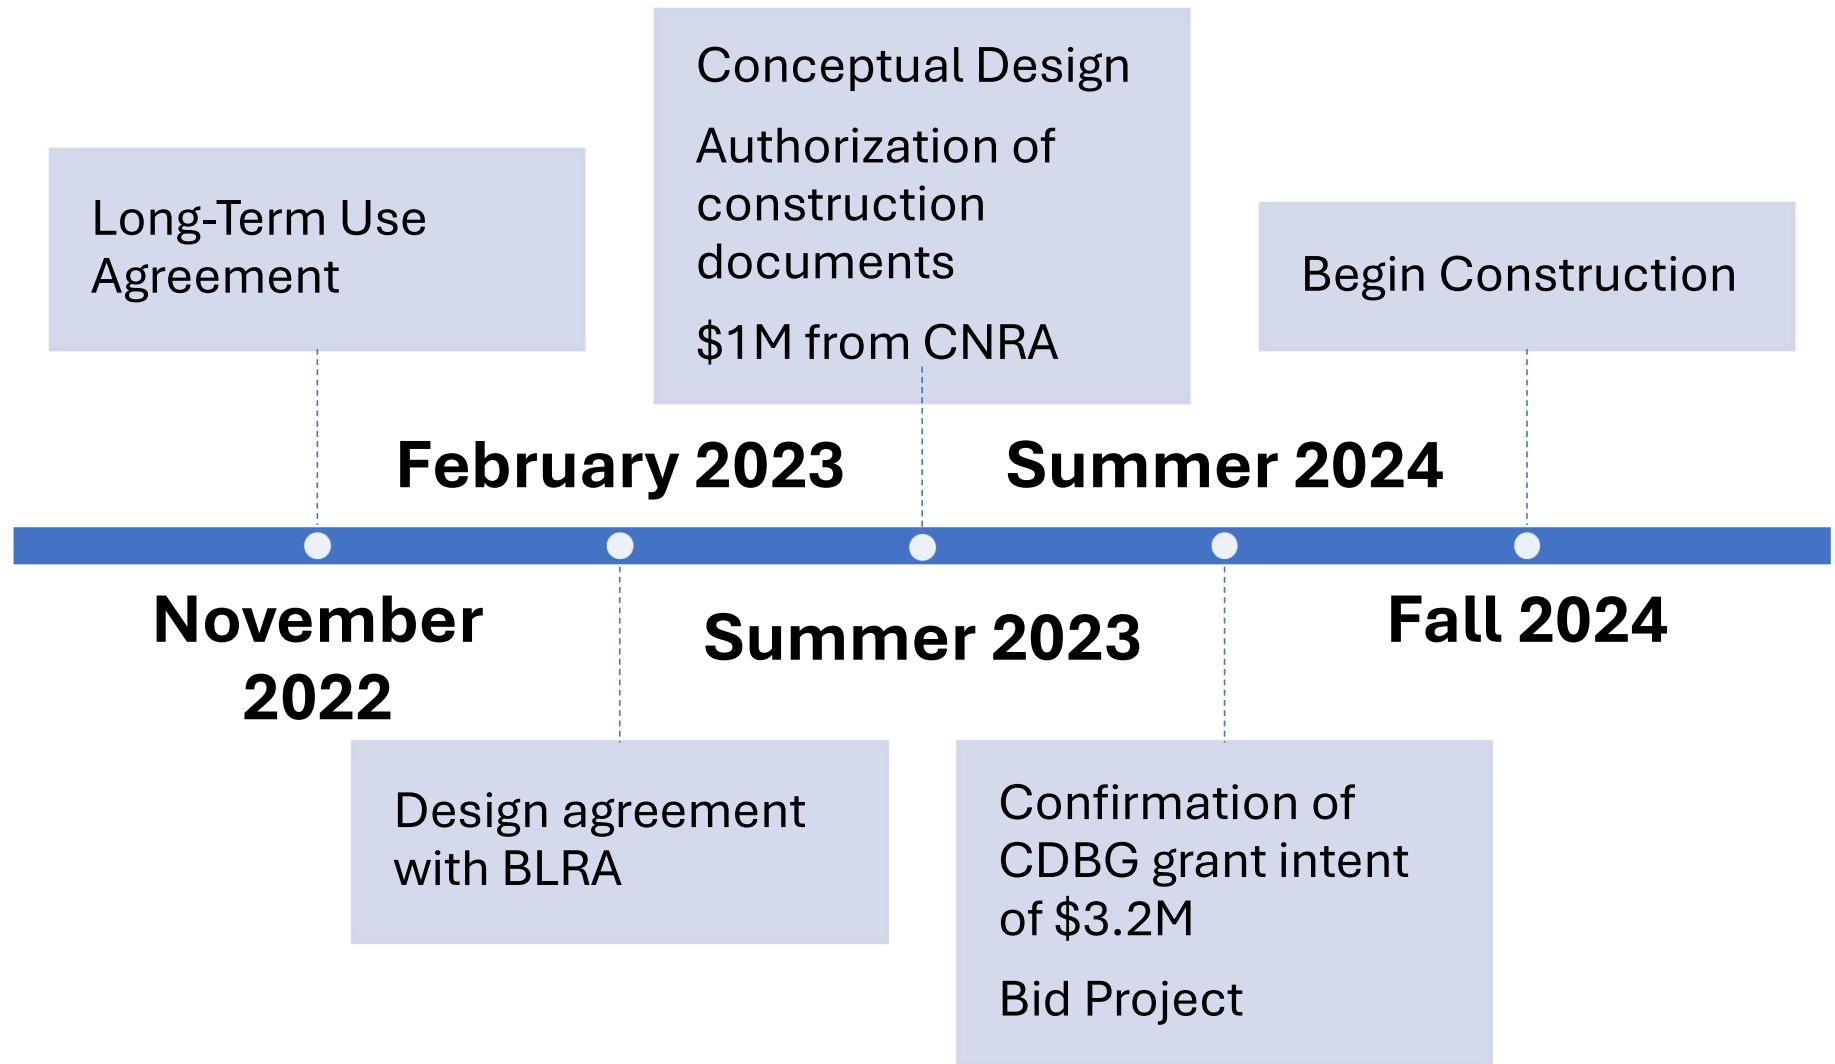 Conceptual Design
Authorization of
construction
documents
$1M from CNRA
Long-Term Use
Agreement
Begin Construction
February 2023
Summer 2024
November
2022
Summer 2023
Fall 2024
Design agreement
with BLRA
Confirmation of
CDBG grant intent
of $3.2M
Bid Project